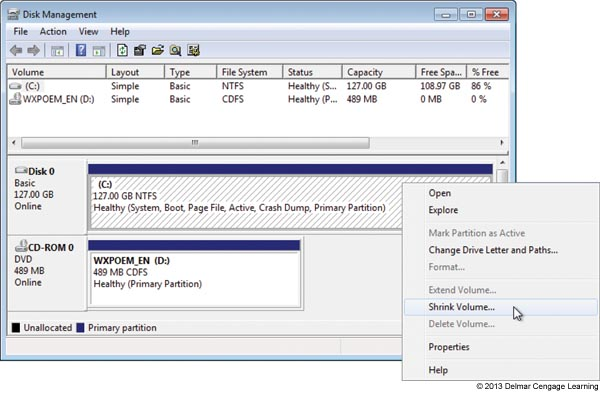 Disk Management
File Action View Help
Volume Layout Type File System Status Capacity Free Spa... % Free
(C:) Simple Basic NTFS Healthy (S... 127.00 GB 108.97 GB 86 %
WXPOEM_EN (D:) Simple Basic CDFS Healthy (P... 489 MB 0 MB 0 %
Disk 0
Basic
127.00 GB
Online
(C:)
127.00 GB NTFS
Healthy (System, Boot, Page File, Active, Crash Dump, Primary Partition)
CD-ROM 0
DVD
489 MB
Online
WXPOEM_EN (D:)
489 MB CDFS
Healthy (Primary Partition)
Unallocated Primary partition
Open
Explore
Mark Partition as Active
Change Drive Letter and Paths...
Format...
Extend Volume...
Shrink Volume...
Delete Volume...
Properties
Help
© 2013 Delmar Cengage Learning